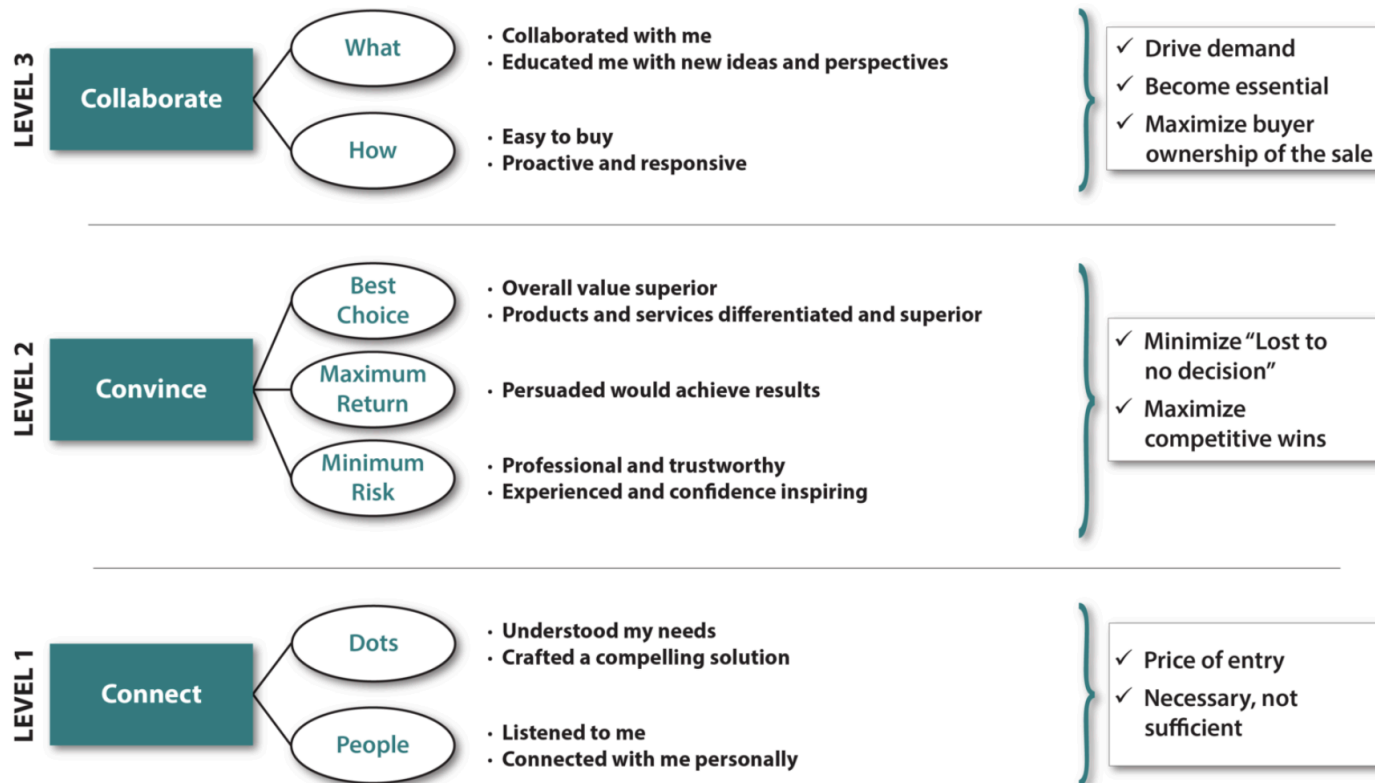 LEVEL 3
Collaborate
What
· Collaborated with me
· Educated me with new ideas and perspectives
How
· Easy to buy
· Proactive and responsive
✓ Drive demand
✓ Become essential
✓ Maximize buyer
ownership of the sale
LEVEL 2
Convince
Best
Choice
· Overall value superior
· Products and services differentiated and superior
Maximum
Return
· Persuaded would achieve results
Minimum
Risk
· Professional and trustworthy
· Experienced and confidence inspiring
✓ Minimize “Lost to
no decision”
✓ Maximize
competitive wins
LEVEL 1
Connect
Dots
· Understood my needs
· Crafted a compelling solution
People
· Listened to me
· Connected with me personally
✓ Price of entry
✓ Necessary, not
sufficient